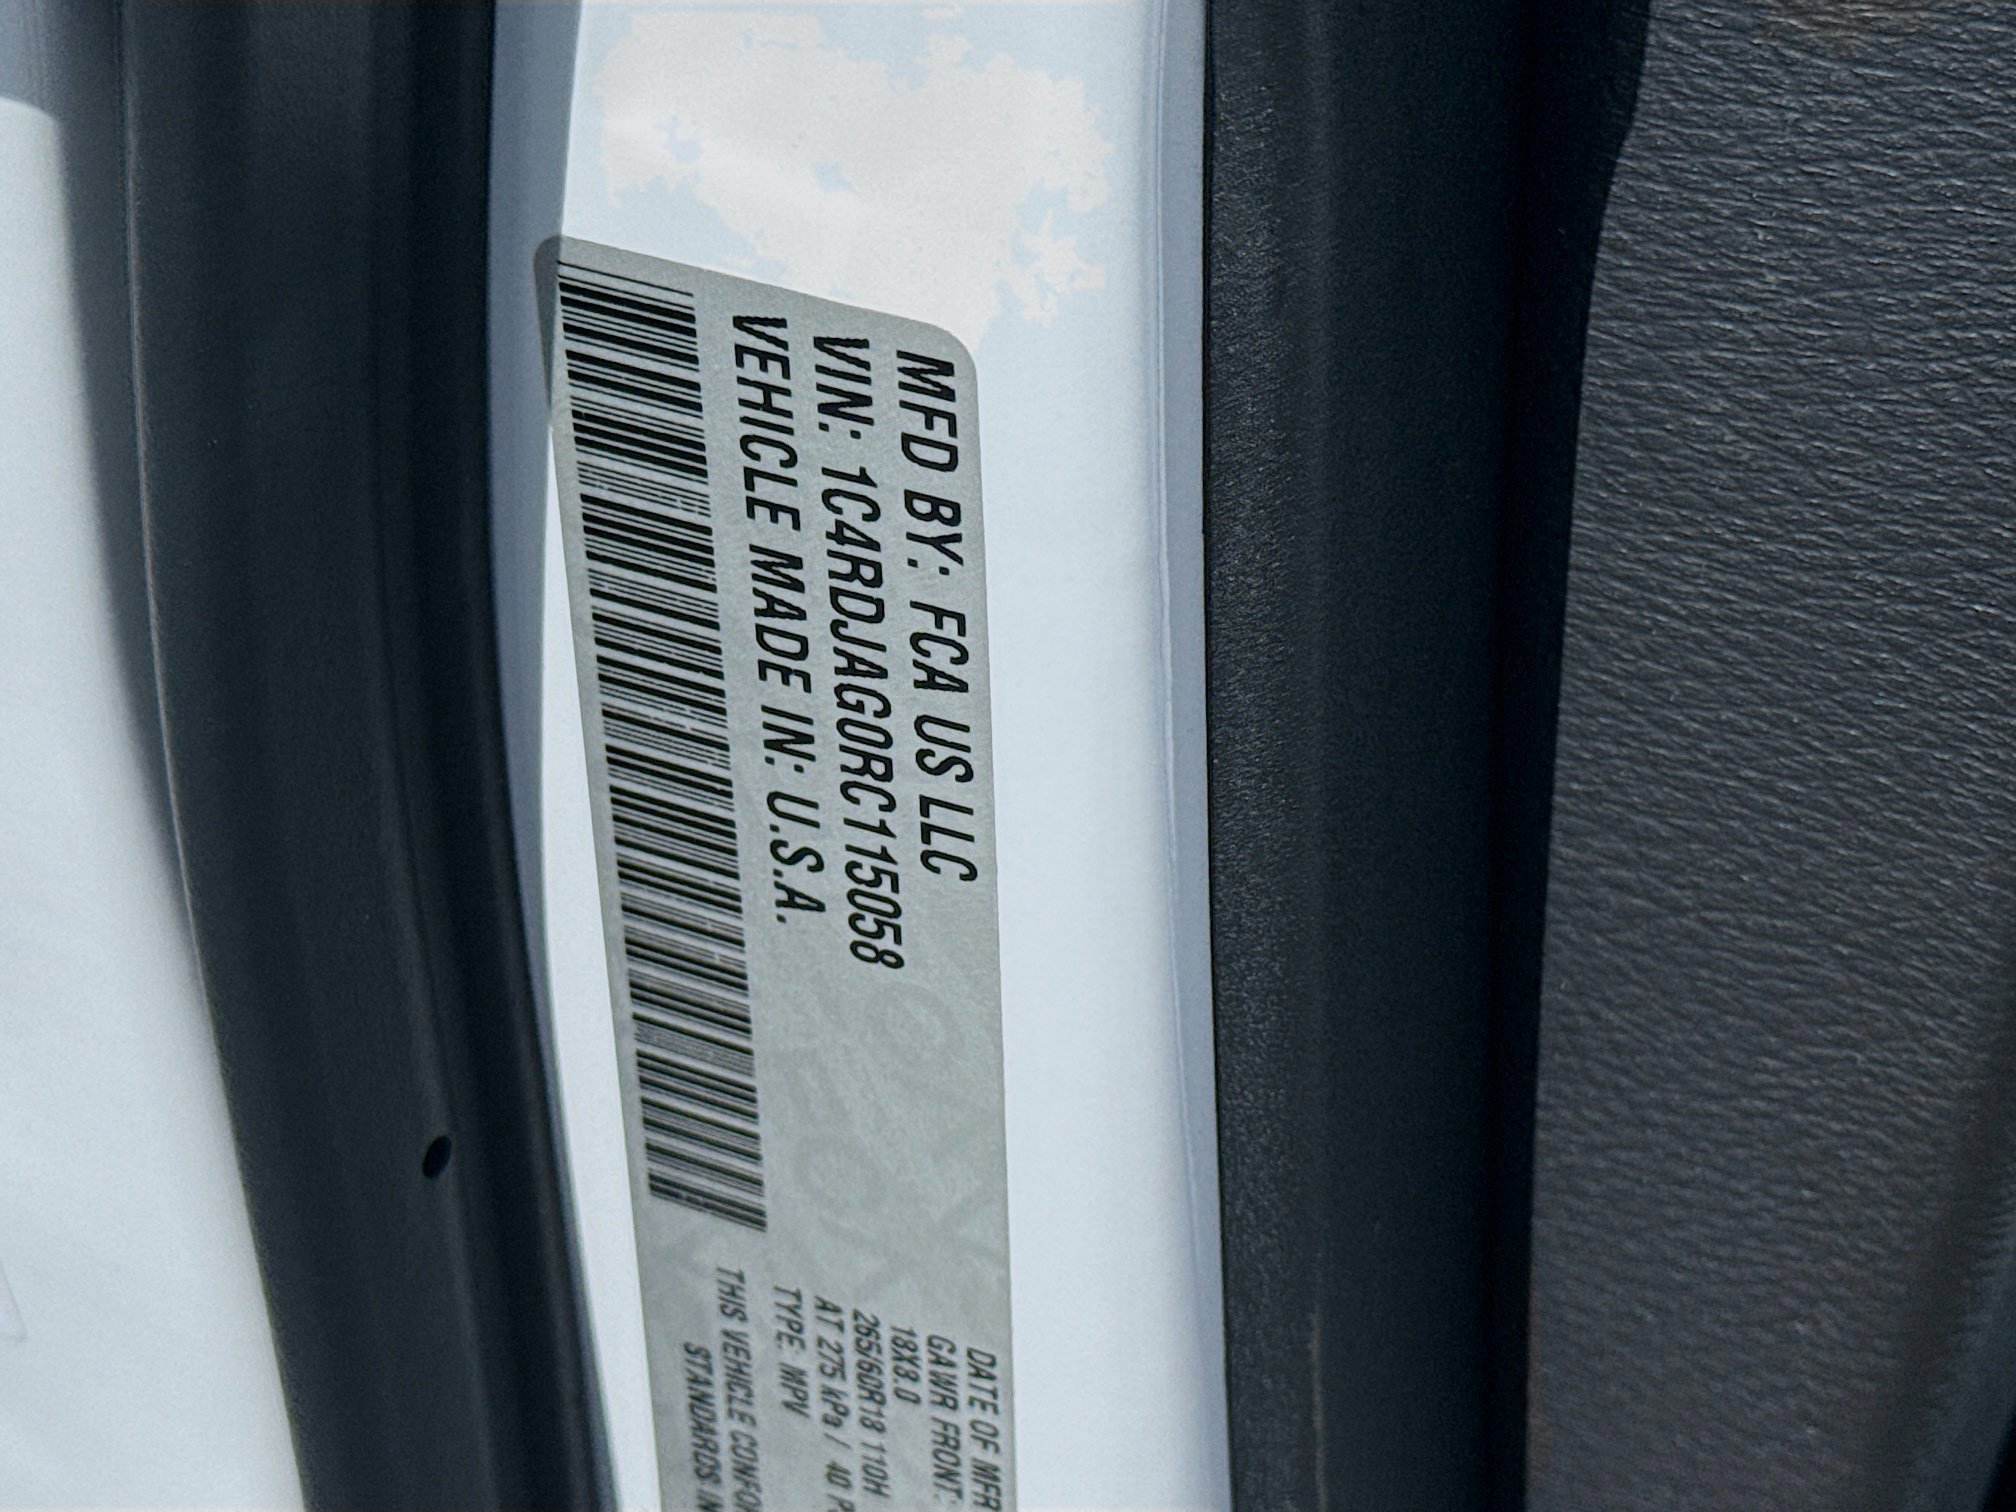 MFD BY: FCA US LLC
VIN: 1C4RDJAG0RC115058
VEHICLE MADE IN: U.S.A.
DATE OF MFR
GAWR FRONT:
18X8.0
265/60R18 110H
AT 275 kPa / 40 P
TYPE: MPV
THIS VEHICLE CONFO
STANDARDS IN